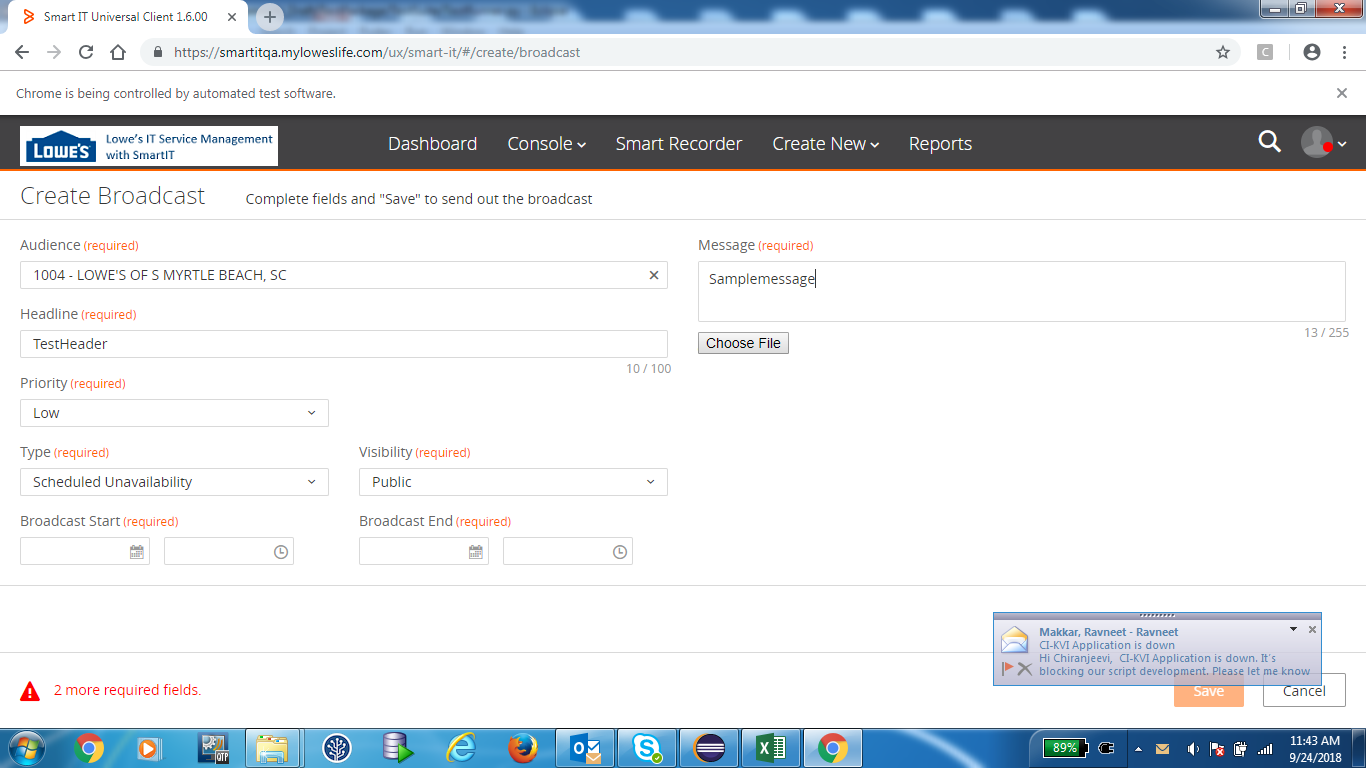 Smart IT Universal Client 1.6.00
https://smartitqa.myloweslife.com/ux/smart-it/#/create/broadcast
C
Chrome is being controlled by automated test software.
LOWE'S
Lowe's IT Service Management
with SmartIT
Dashboard
Console
Smart Recorder
Create New
Reports
Create Broadcast
Complete fields and "Save" to send out the broadcast
Audience (required)
1004 - LOWE'S OF S MYRTLE BEACH, SC
Headline (required)
TestHeader
10 / 100
Priority (required)
Low
Type (required)
Scheduled Unavailability
Visibility (required)
Public
Broadcast Start (required)
Broadcast End (required)
Message (required)
Samplemessage
13 / 255
Choose File
Makkar, Ravneet - Ravneet
CI-KVI Application is down
Hi Chiranjeevi,  CI-KVI Application is down. It's
blocking our script development. Please let me know
2 more required fields.
Save
Cancel
QTP
89%
11:43 AM
9/24/2018